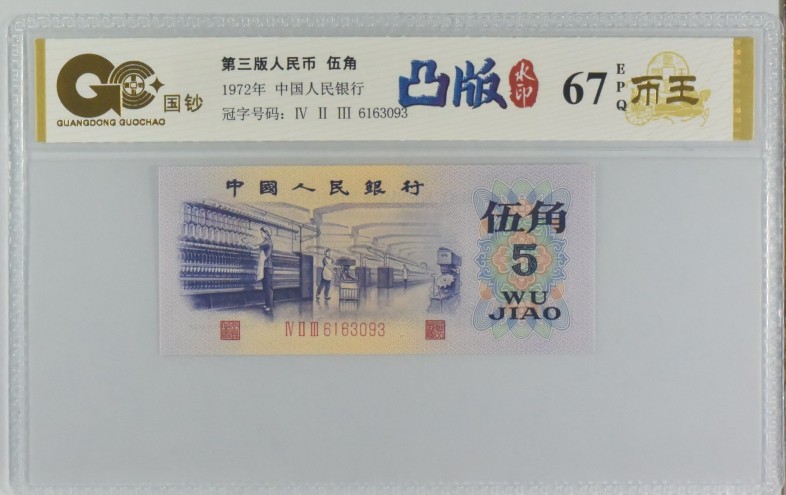 GC
国钞
GUANGDONG GUOCHAO
第三版人民币 伍角
1972年 中国人民银行
冠字号码: Ⅳ Ⅱ Ⅲ 6163093
凸版
水印
67
EPQ
币王
中國人民銀行
伍角
5
WU
JIAO
ⅣⅡⅢ 6163093